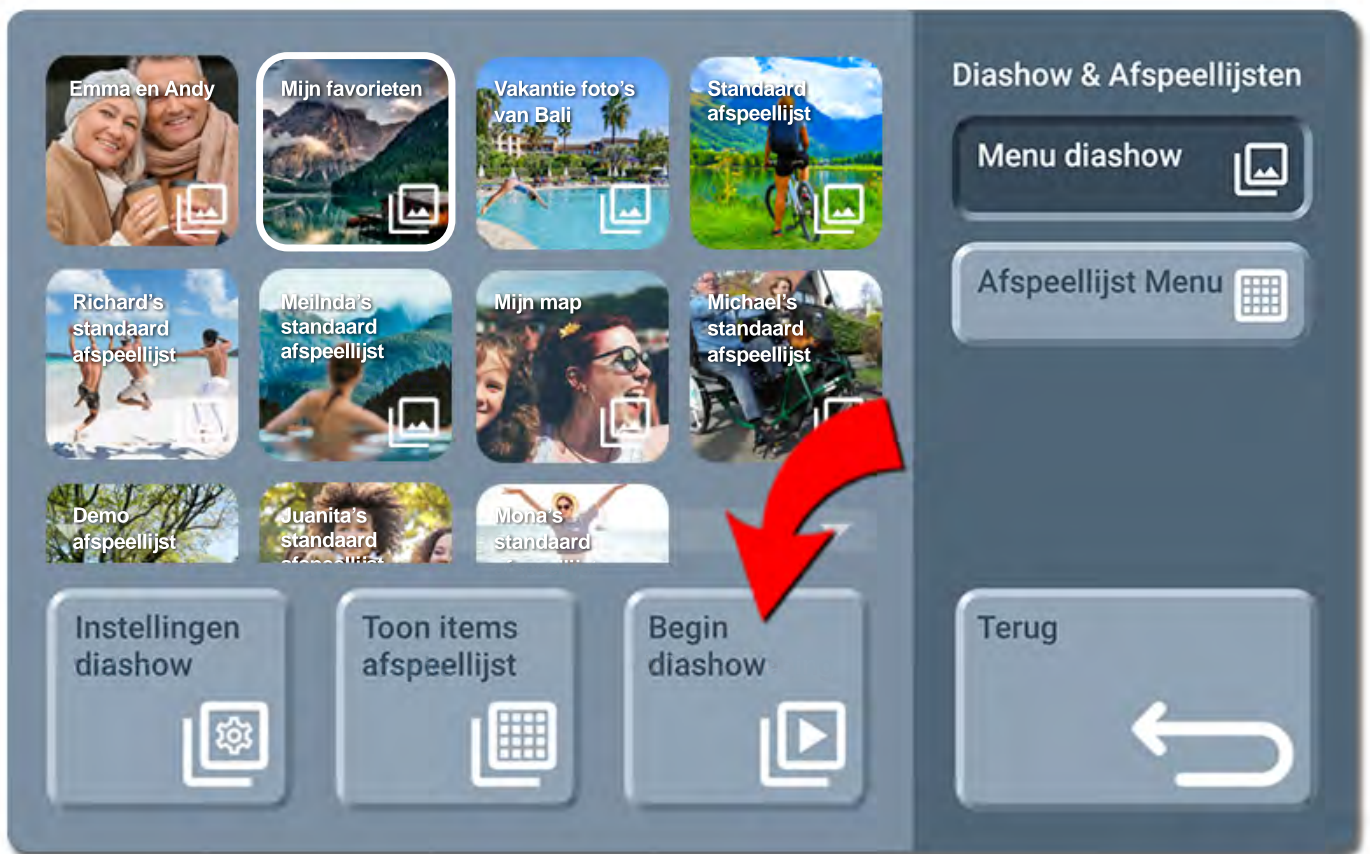 Emma en Andy
Mijn favorieten
Vakantie foto's
van Bali
Standaard
afspeellijst
Richard's
standaard
afspeellijst
Meilnda's
standaard
afspeellijst
Mijn map
Michael's
standaard
afspeellijst
Demo
afspeellijst
Juanita's
standaard
afspeellijst
Mona's
standaard
Instellingen
diashow
Toon items
afspeellijst
Begin
diashow
Diashow & Afspeellijsten
Menu diashow
Afspeellijst Menu
Terug